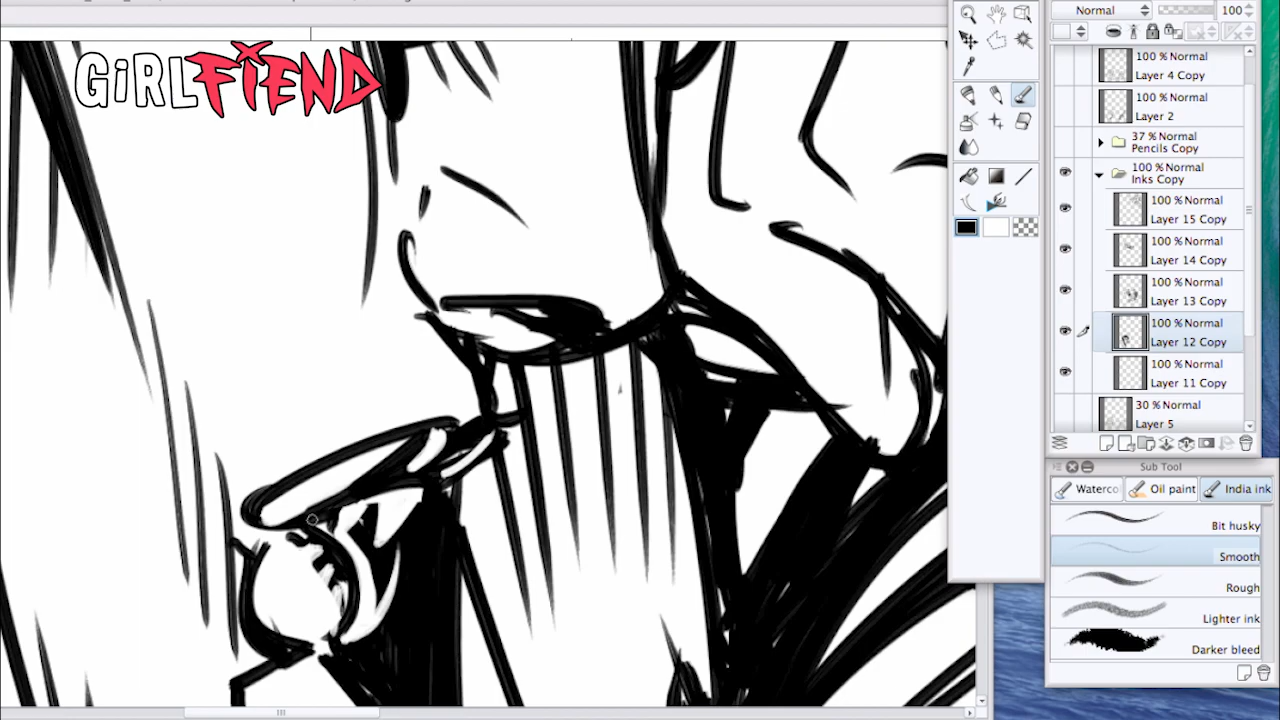 GiRLFIEND
Normal 100
100 %Normal
Layer 4 Copy
100 %Normal
Layer 2
37 %Normal
Pencils Copy
100 %Normal
Inks Copy
100 %Normal
Layer 15 Copy
100 %Normal
Layer 14 Copy
100 %Normal
Layer 13 Copy
100 %Normal
Layer 12 Copy
100 %Normal
Layer 11 Copy
30 %Normal
Layer 5
Sub Tool
Waterco Oil paint India ink
Bit husky
Smooth
Rough
Lighter ink
Darker bleed